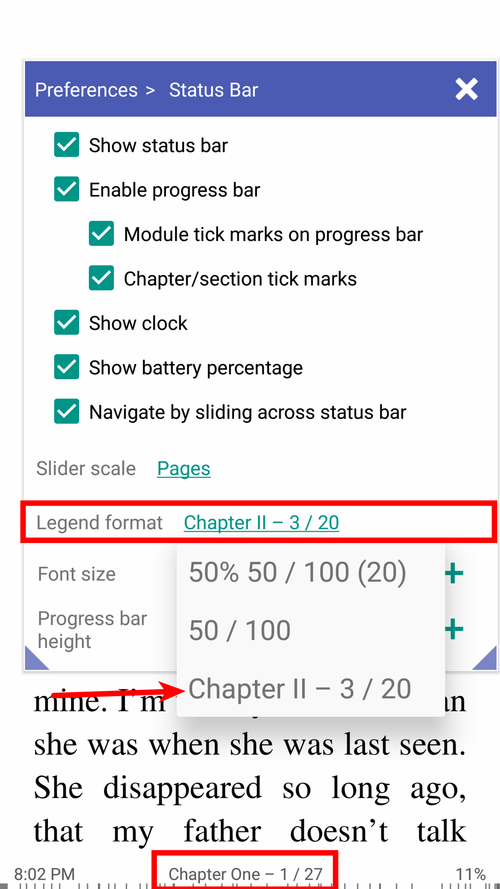 Preferences > Status Bar
Show status bar
Enable progress bar
Module tick marks on progress bar
Chapter/section tick marks
Show clock
Show battery percentage
Navigate by sliding across status bar
Slider scale Pages
Legend format Chapter II – 3 / 20
Font size
50% 50 / 100 (20)
Progress bar
height
50 / 100
Chapter II – 3 / 20
mine. I'm
she was when she was last seen.
She disappeared so long ago,
that my father doesn't talk
8:02 PM Chapter One – 1 / 27 11%